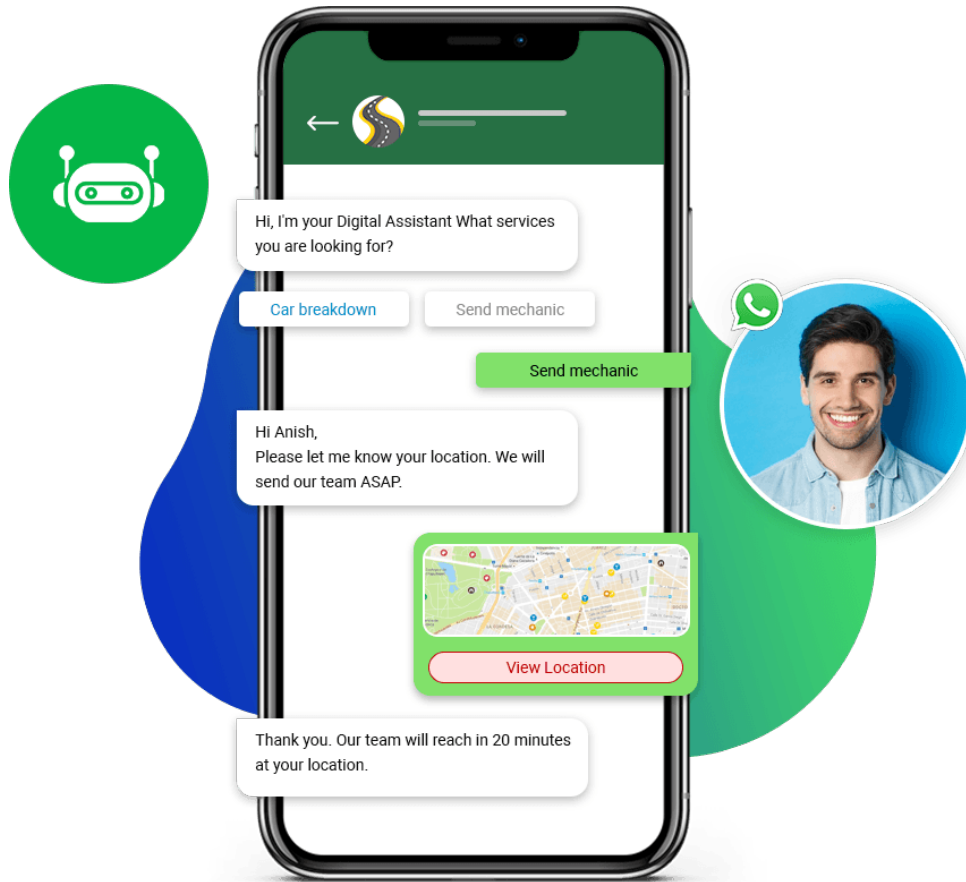 Hi, I'm your Digital Assistant What services
you are looking for?
Car breakdown
Send mechanic
Send mechanic
Hi Anish,
Please let me know your location. We will
send our team ASAP.
View Location
Thank you. Our team will reach in 20 minutes
at your location.